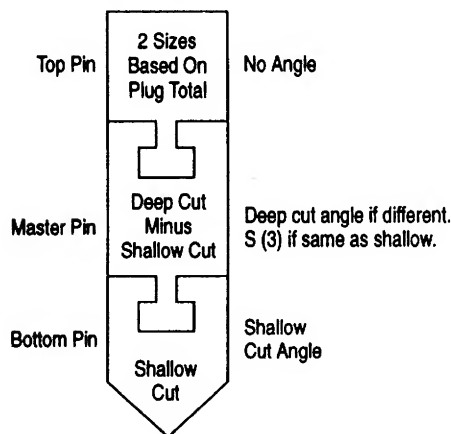 Top Pin
2 Sizes
Based On
Plug Total
No Angle
Master Pin
Deep Cut
Minus
Shallow Cut
Deep cut angle if different.
S (3) if same as shallow.
Bottom Pin
Shallow
Cut
Shallow
Cut Angle